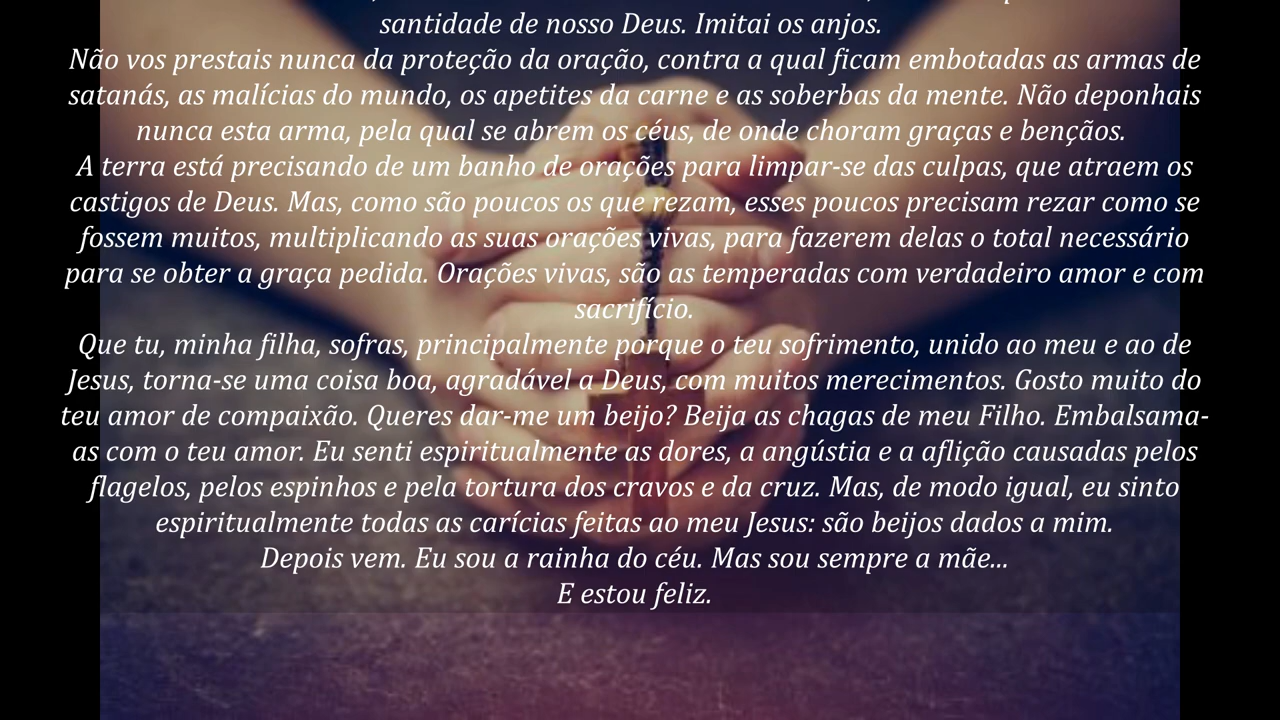 santidade de nosso Deus. Imitai os anjos.
Não vos prestais nunca da proteção da oração, contra a qual ficam embotadas as armas de
satanás, as malícias do mundo, os apetites da carne e as soberbas da mente. Não deponhais
nunca esta arma, pela qual se abrem os céus, de onde choram graças e bençãos.
A terra está precisando de um banho de orações para limpar-se das culpas, que atraem os
castigos de Deus. Mas, como são poucos os que rezam, esses poucos precisam rezar como se
fossem muitos, multiplicando as suas orações vivas, para fazerem delas o total necessário
para se obter a graça pedida. Orações vivas, são as temperadas com verdadeiro amor e com
sacrifício.
Que tu, minha filha, sofras, principalmente porque o teu sofrimento, unido ao meu e ao de
Jesus, torna-se uma coisa boa, agradável a Deus, com muitos merecimentos. Gosto muito do
teu amor de compaixão. Queres dar-me um beijo? Beija as chagas de meu Filho. Embalsama-
as com o teu amor. Eu senti espiritualmente as dores, a angústia e a aflição causadas pelos
flagelos, pelos espinhos e pela tortura dos cravos e da cruz. Mas, de modo igual, eu sinto
espiritualmente todas as carícias feitas ao meu Jesus: são beijos dados a mim.
Depois vem. Eu sou a rainha do céu. Mas sou sempre a mãe...
E estou feliz.